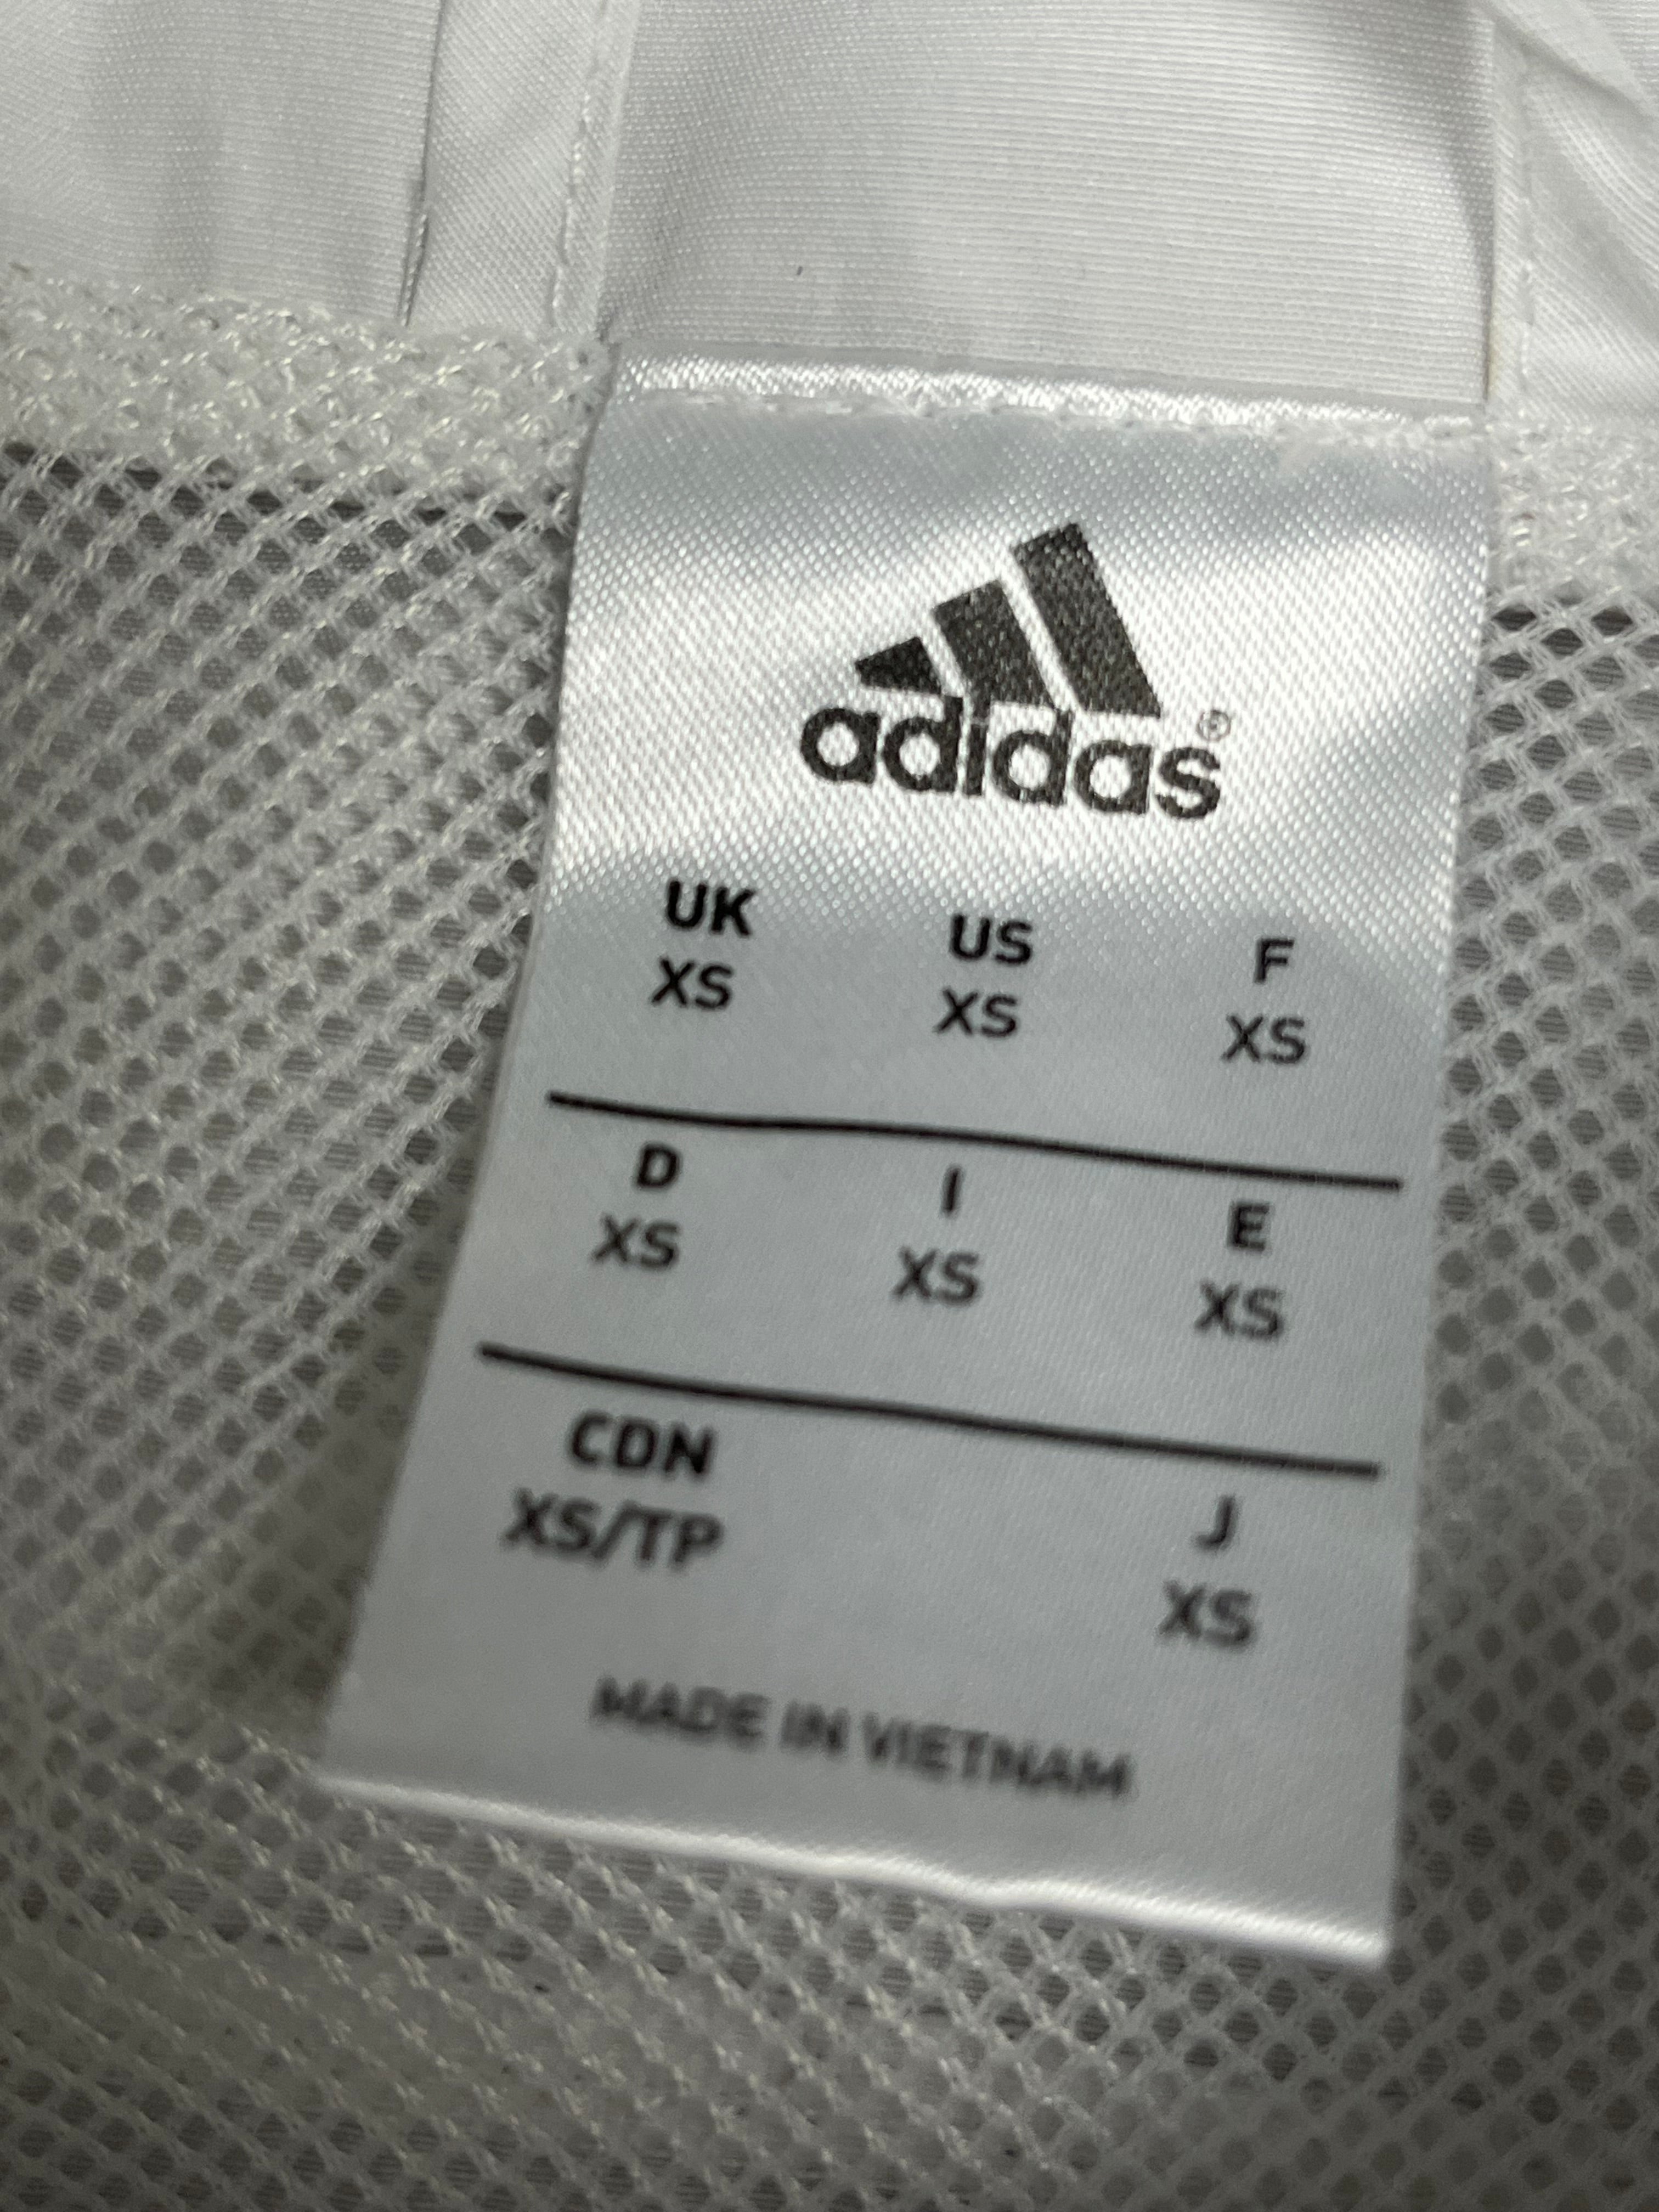 adidas®
UK US F
XS XS XS
D I E
XS XS XS
CDN J
XS/TP XS
MADE IN VIETNAM